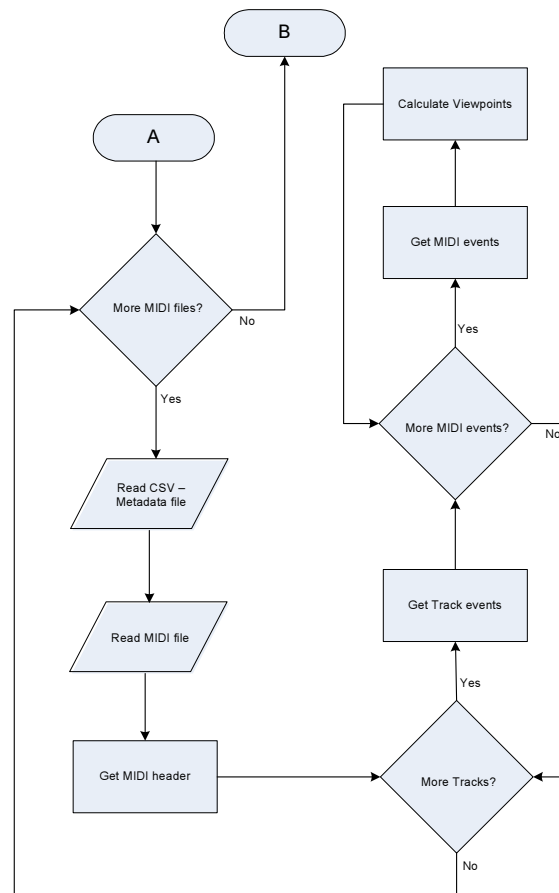 B
A
More MIDI files?
No
Yes
Read CSV –
Metadata file
Read MIDI file
Get MIDI header
Calculate Viewpoints
Get MIDI events
Yes
More MIDI events?
No
Get Track events
Yes
More Tracks?
No